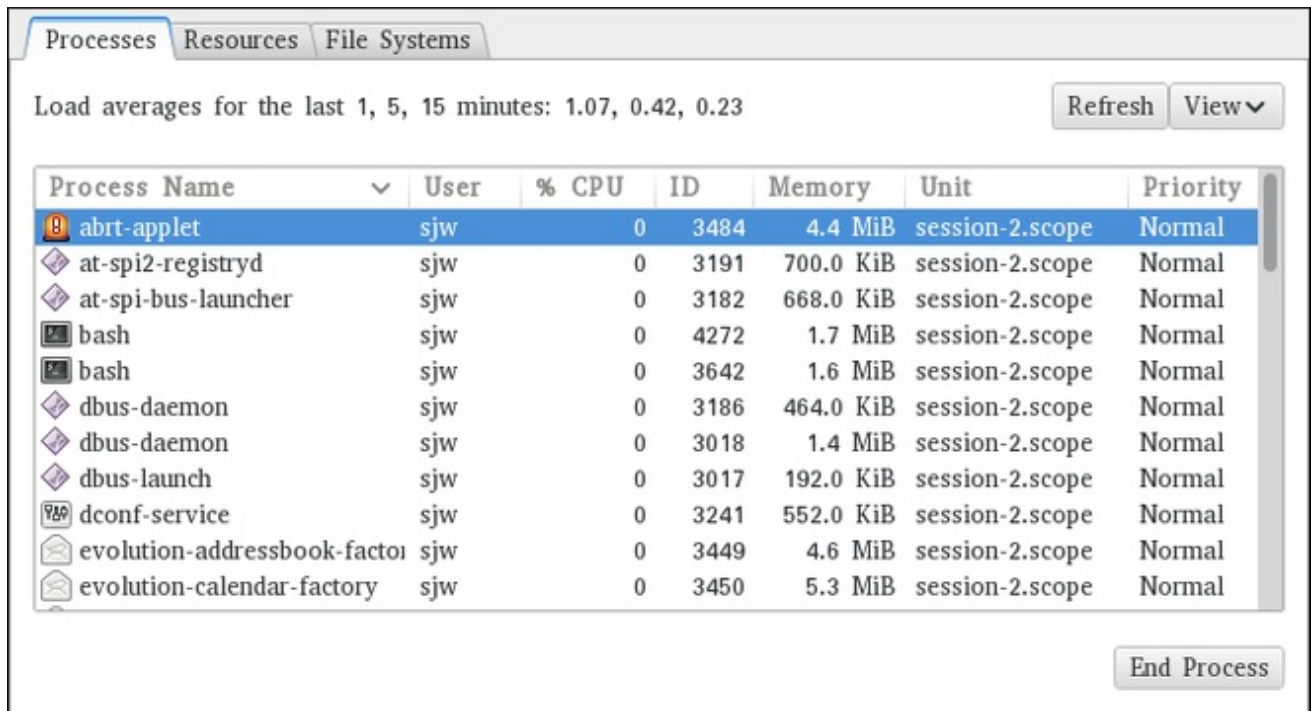 Processes Resources File Systems
Load averages for the last 1, 5, 15 minutes: 1.07, 0.42, 0.23 Refresh View
Process Name User % CPU ID Memory Unit Priority
abrt-applet sjw 0 3484 4.4 MiB session-2.scope Normal
at-spi2-registryd sjw 0 3191 700.0 KiB session-2.scope Normal
at-spi-bus-launcher sjw 0 3182 668.0 KiB session-2.scope Normal
bash sjw 0 4272 1.7 MiB session-2.scope Normal
bash sjw 0 3642 1.6 MiB session-2.scope Normal
dbus-daemon sjw 0 3186 464.0 KiB session-2.scope Normal
dbus-daemon sjw 0 3018 1.4 MiB session-2.scope Normal
dbus-launch sjw 0 3017 192.0 KiB session-2.scope Normal
dconf-service sjw 0 3241 552.0 KiB session-2.scope Normal
evolution-addressbook-factor sjw 0 3449 4.6 MiB session-2.scope Normal
evolution-calendar-factory sjw 0 3450 5.3 MiB session-2.scope Normal
End Process